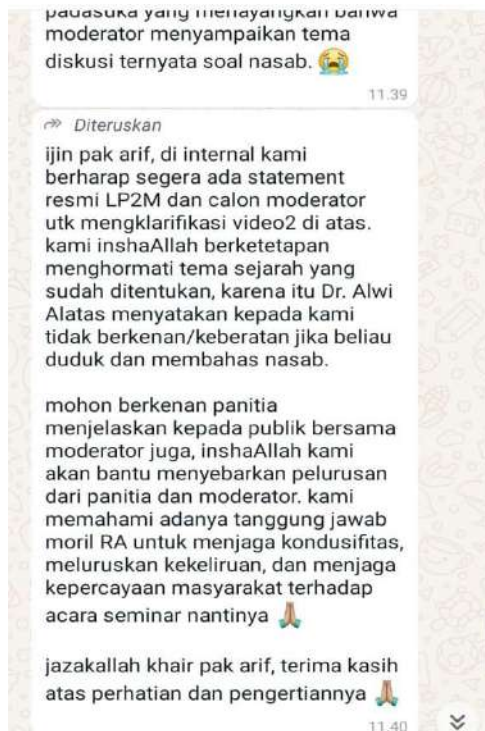 padasuka yang menayangkan bahwa
moderator menyampaikan tema
diskusi ternyata soal nasab. 😭
11.39
Diteruskan
ijin pak arif, di internal kami
berharap segera ada statement
resmi LP2M dan calon moderator
utk mengklarifikasi video2 di atas.
kami inshaAllah berketetapan
menghormati tema sejarah yang
sudah ditentukan, karena itu Dr. Alwi
Alatas menyatakan kepada kami
tidak berkenan/keberatan jika beliau
duduk dan membahas nasab.
mohon berkenan panitia
menjelaskan kepada publik bersama
moderator juga, inshaAllah kami
akan bantu menyebarkan pelurusan
dari panitia dan moderator. kami
memahami adanya tanggung jawab
moril RA untuk menjaga kondusifitas,
meluruskan kekeliruan, dan menjaga
kepercayaan masyarakat terhadap
acara seminar nantinya 🙏🏽
jazakallah khair pak arif, terima kasih
atas perhatian dan pengertiannya 🙏🏽
11.40